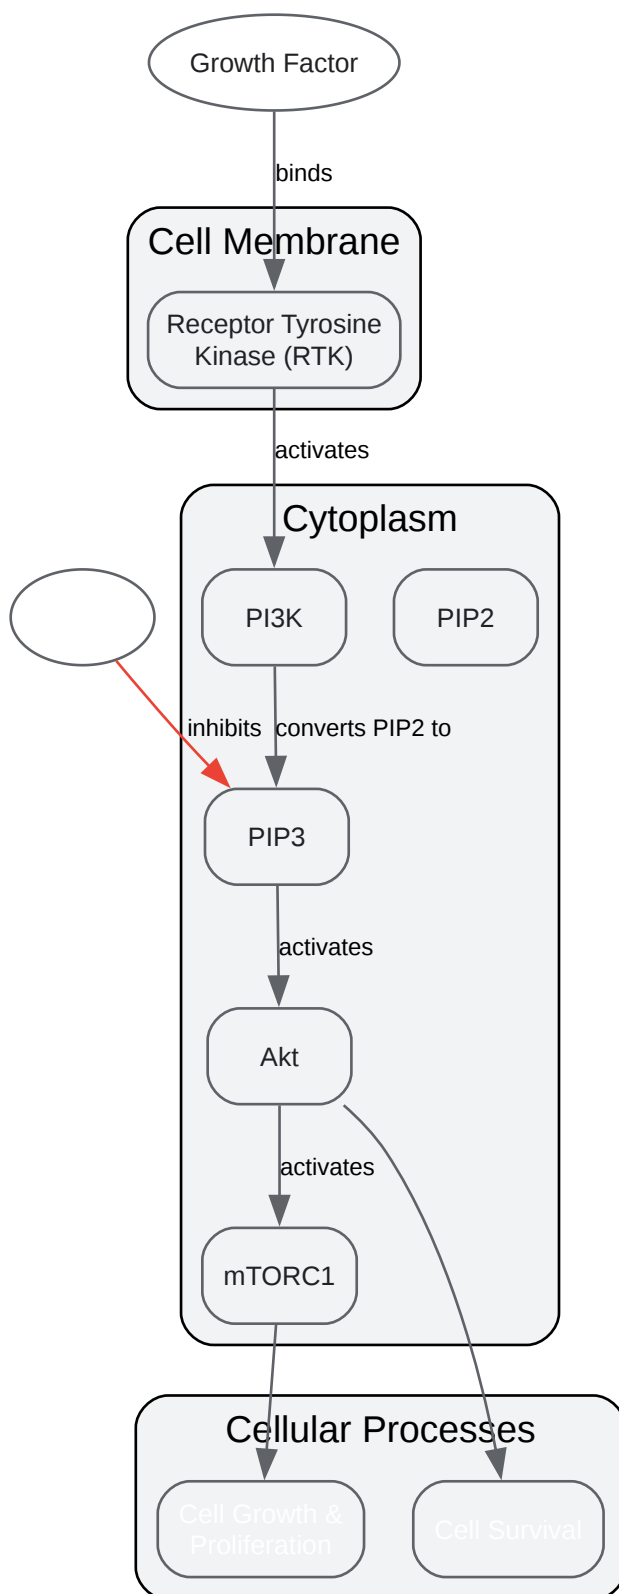 Growth Factor
binds
Cell Membrane
Receptor Tyrosine
Kinase (RTK)
activates
Cytoplasm
PI3K
PIP2
inhibits
converts PIP2 to
PIP3
activates
Akt
activates
mTORC1
Cellular Processes
Cell Growth &
Proliferation
Cell Survival